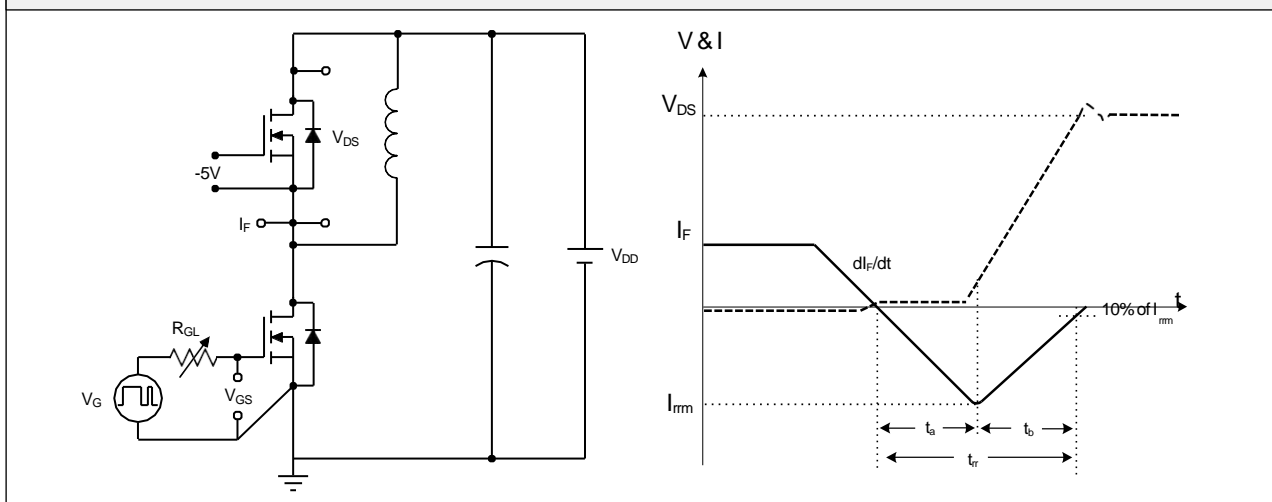 V_DS
-5V
I_F
V_DD
R_GL
V_GS
V_G
V & I
V_DS
I_F
dI_F/dt
t
10% of I_rrm
I_rrm
t_a
t_b
t_rr